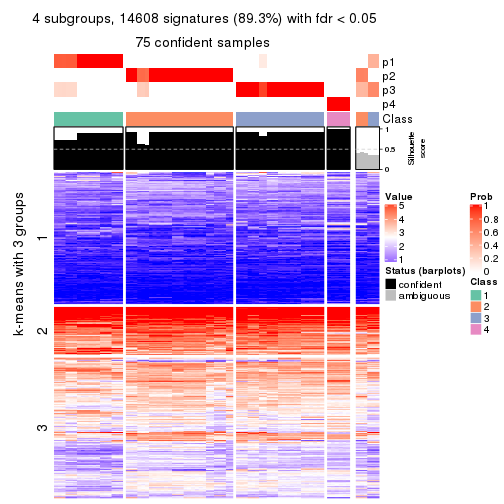 4 subgroups, 14608 signatures (89.3%) with fdr < 0.05
75 confident samples
p1
p2
p3
p4
Class
1
0.5
0
Silhouette
score
k-means with 3 groups
1
2
3
Value
5
4
3
2
1
Prob
1
0.8
0.6
0.4
0.2
0
Status (barplots)
confident
ambiguous
Class
1
2
3
4